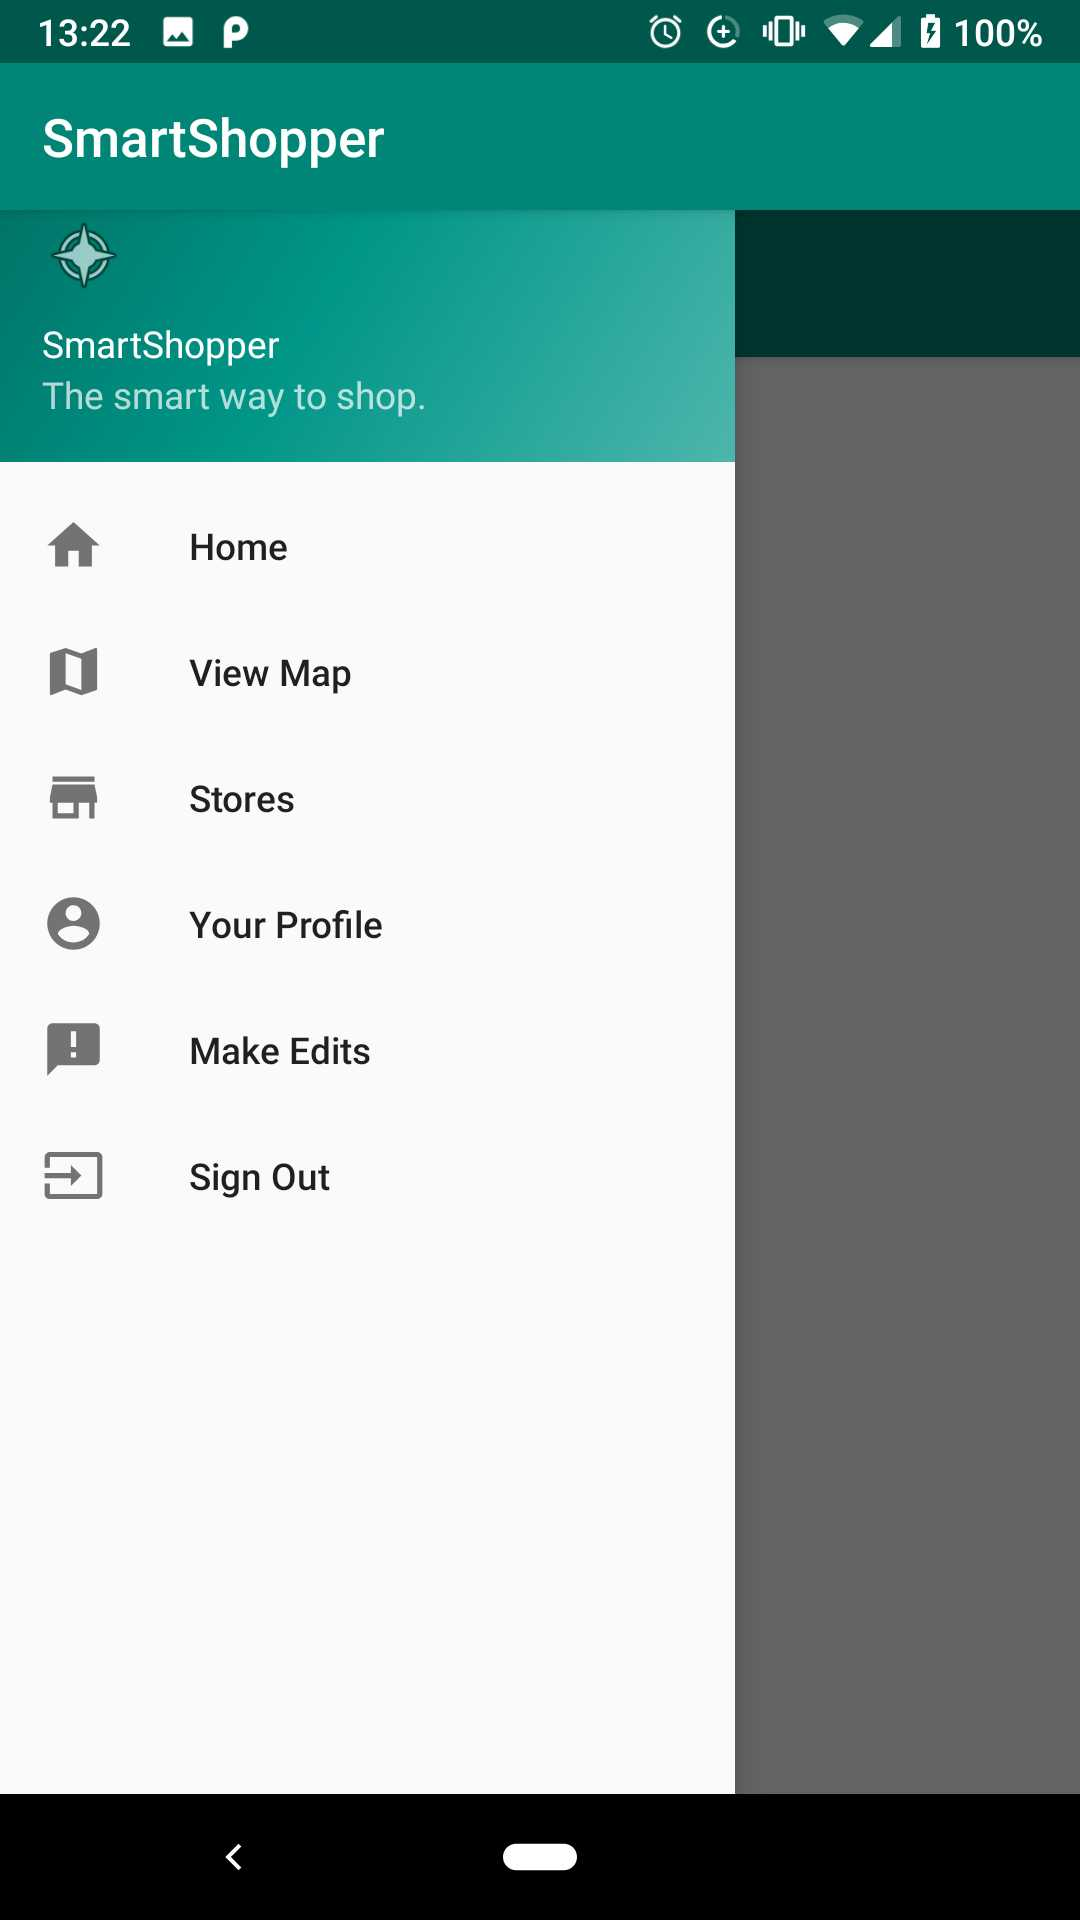 13:22
100%
SmartShopper
SmartShopper
The smart way to shop.
Home
View Map
Stores
Your Profile
Make Edits
Sign Out